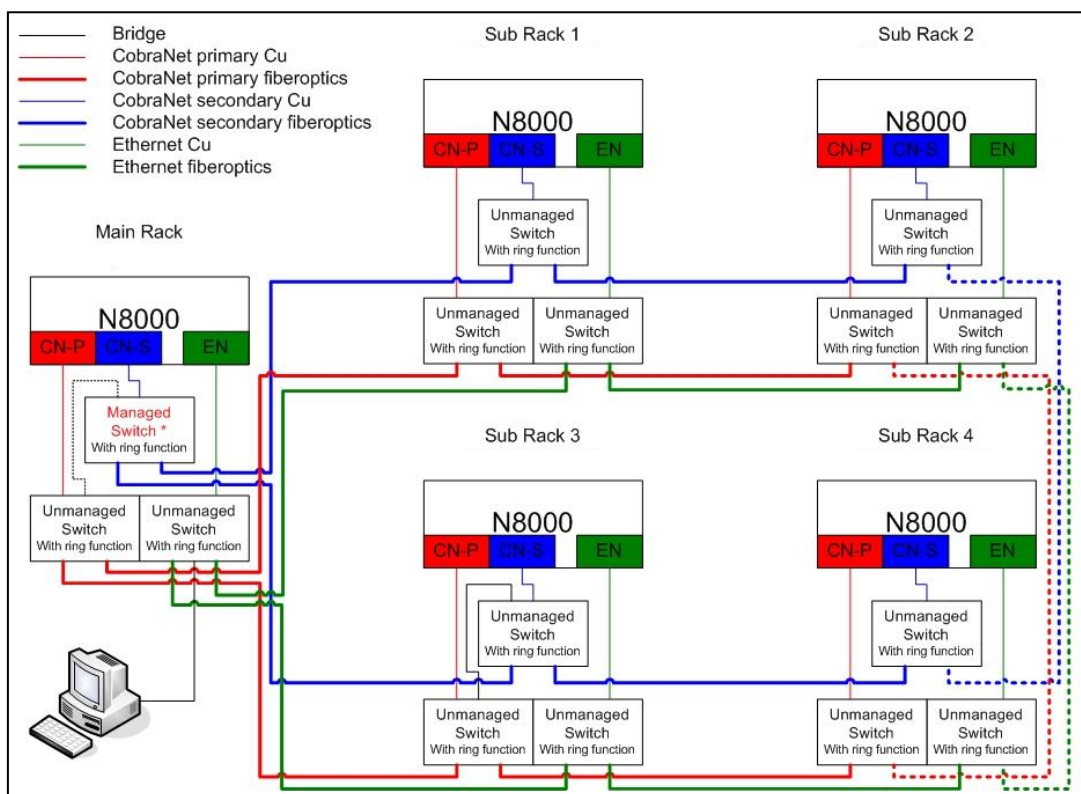 Bridge
CobraNet primary Cu
CobraNet primary fiberoptics
CobraNet secondary Cu
CobraNet secondary fiberoptics
Ethernet Cu
Ethernet fiberoptics
Sub Rack 1
N8000
CN-P
CN-S
EN
Unmanaged
Switch
With ring function
Unmanaged
Switch
With ring function
Unmanaged
Switch
With ring function
Sub Rack 2
N8000
CN-P
CN-S
EN
Unmanaged
Switch
With ring function
Unmanaged
Switch
With ring function
Unmanaged
Switch
With ring function
Main Rack
N8000
CN-P
CN-S
EN
Managed
Switch *
With ring function
Unmanaged
Switch
With ring function
Unmanaged
Switch
With ring function
Sub Rack 3
N8000
CN-P
CN-S
EN
Unmanaged
Switch
With ring function
Unmanaged
Switch
With ring function
Unmanaged
Switch
With ring function
Sub Rack 4
N8000
CN-P
CN-S
EN
Unmanaged
Switch
With ring function
Unmanaged
Switch
With ring function
Unmanaged
Switch
With ring function